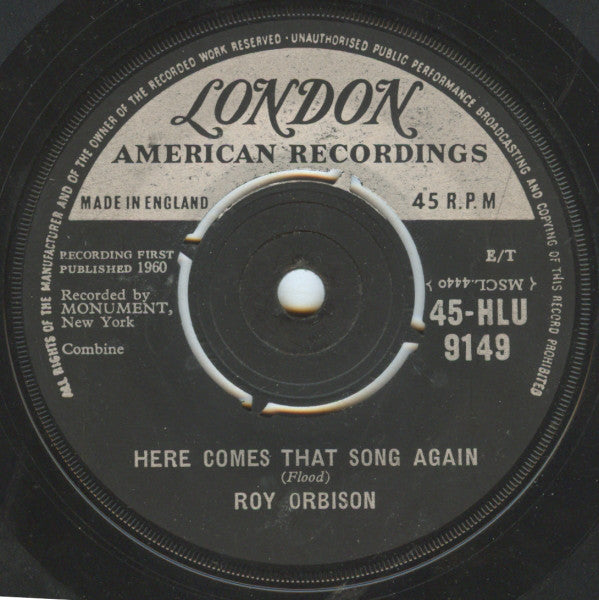 ALL RIGHTS OF THE MANUFACTURER AND OF THE OWNER OF THE RECORDED WORK RESERVED · UNAUTHORISED PUBLIC PERFORMANCE BROADCASTING AND COPYING OF THIS RECORD PROHIBITED
LONDON
AMERICAN RECORDINGS
MADE IN ENGLAND
45 R.P.M
RECORDING FIRST
PUBLISHED 1960
Recorded by
MONUMENT,
New York
Combine
E/T
( MSCL.4440 )
45-HLU
9149
HERE COMES THAT SONG AGAIN
(Flood)
ROY ORBISON